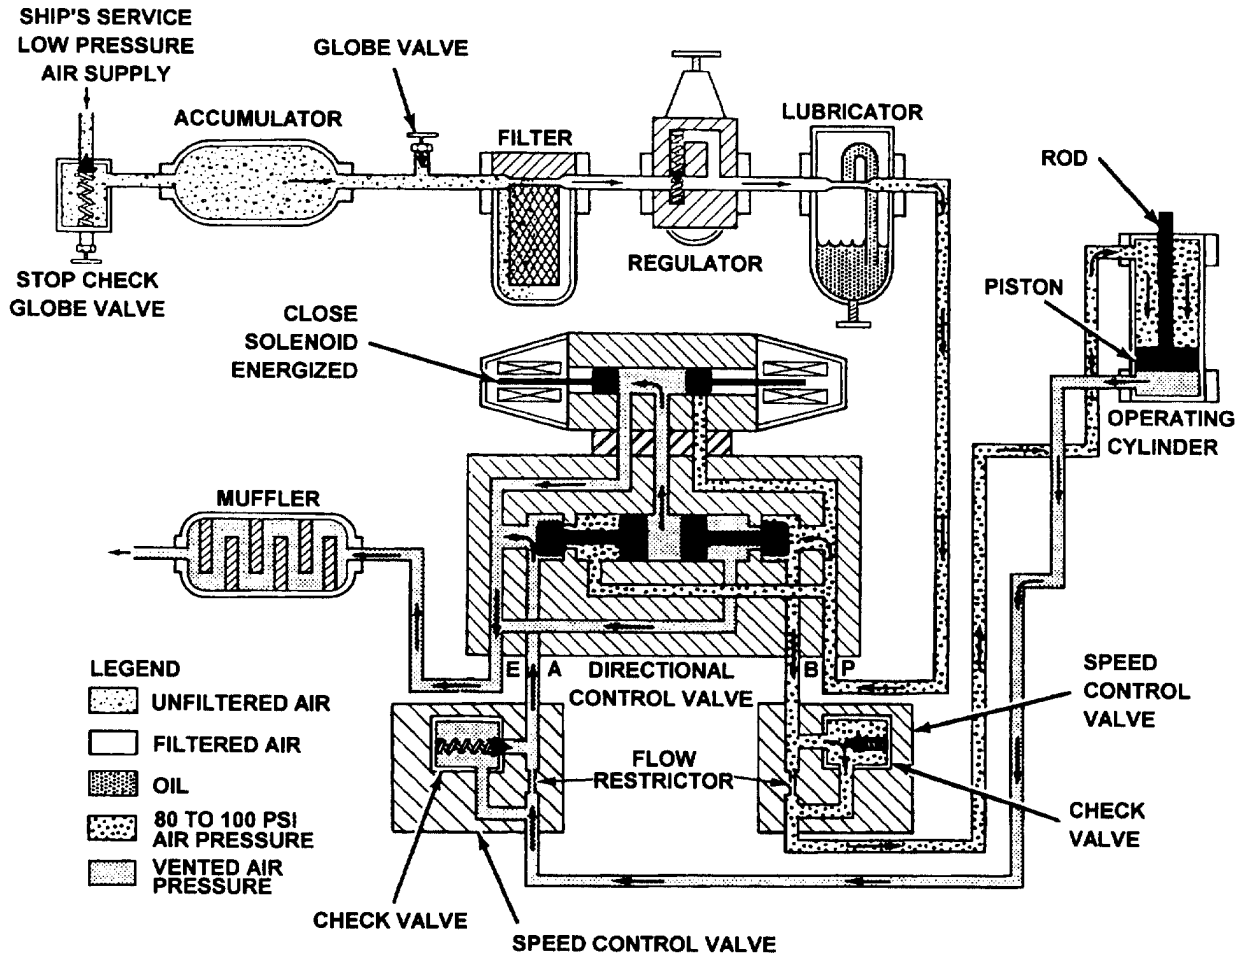 SHIP'S SERVICE
LOW PRESSURE
AIR SUPPLY
GLOBE VALVE
ACCUMULATOR
FILTER
LUBRICATOR
ROD
STOP CHECK
GLOBE VALVE
REGULATOR
PISTON
CLOSE
SOLENOID
ENERGIZED
OPERATING
CYLINDER
MUFFLER
E
A
DIRECTIONAL
CONTROL VALVE
B
P
LEGEND
UNFILTERED AIR
FILTERED AIR
OIL
80 TO 100 PSI
AIR PRESSURE
VENTED AIR
PRESSURE
SPEED
CONTROL
VALVE
FLOW
RESTRICTOR
CHECK
VALVE
CHECK VALVE
SPEED CONTROL VALVE